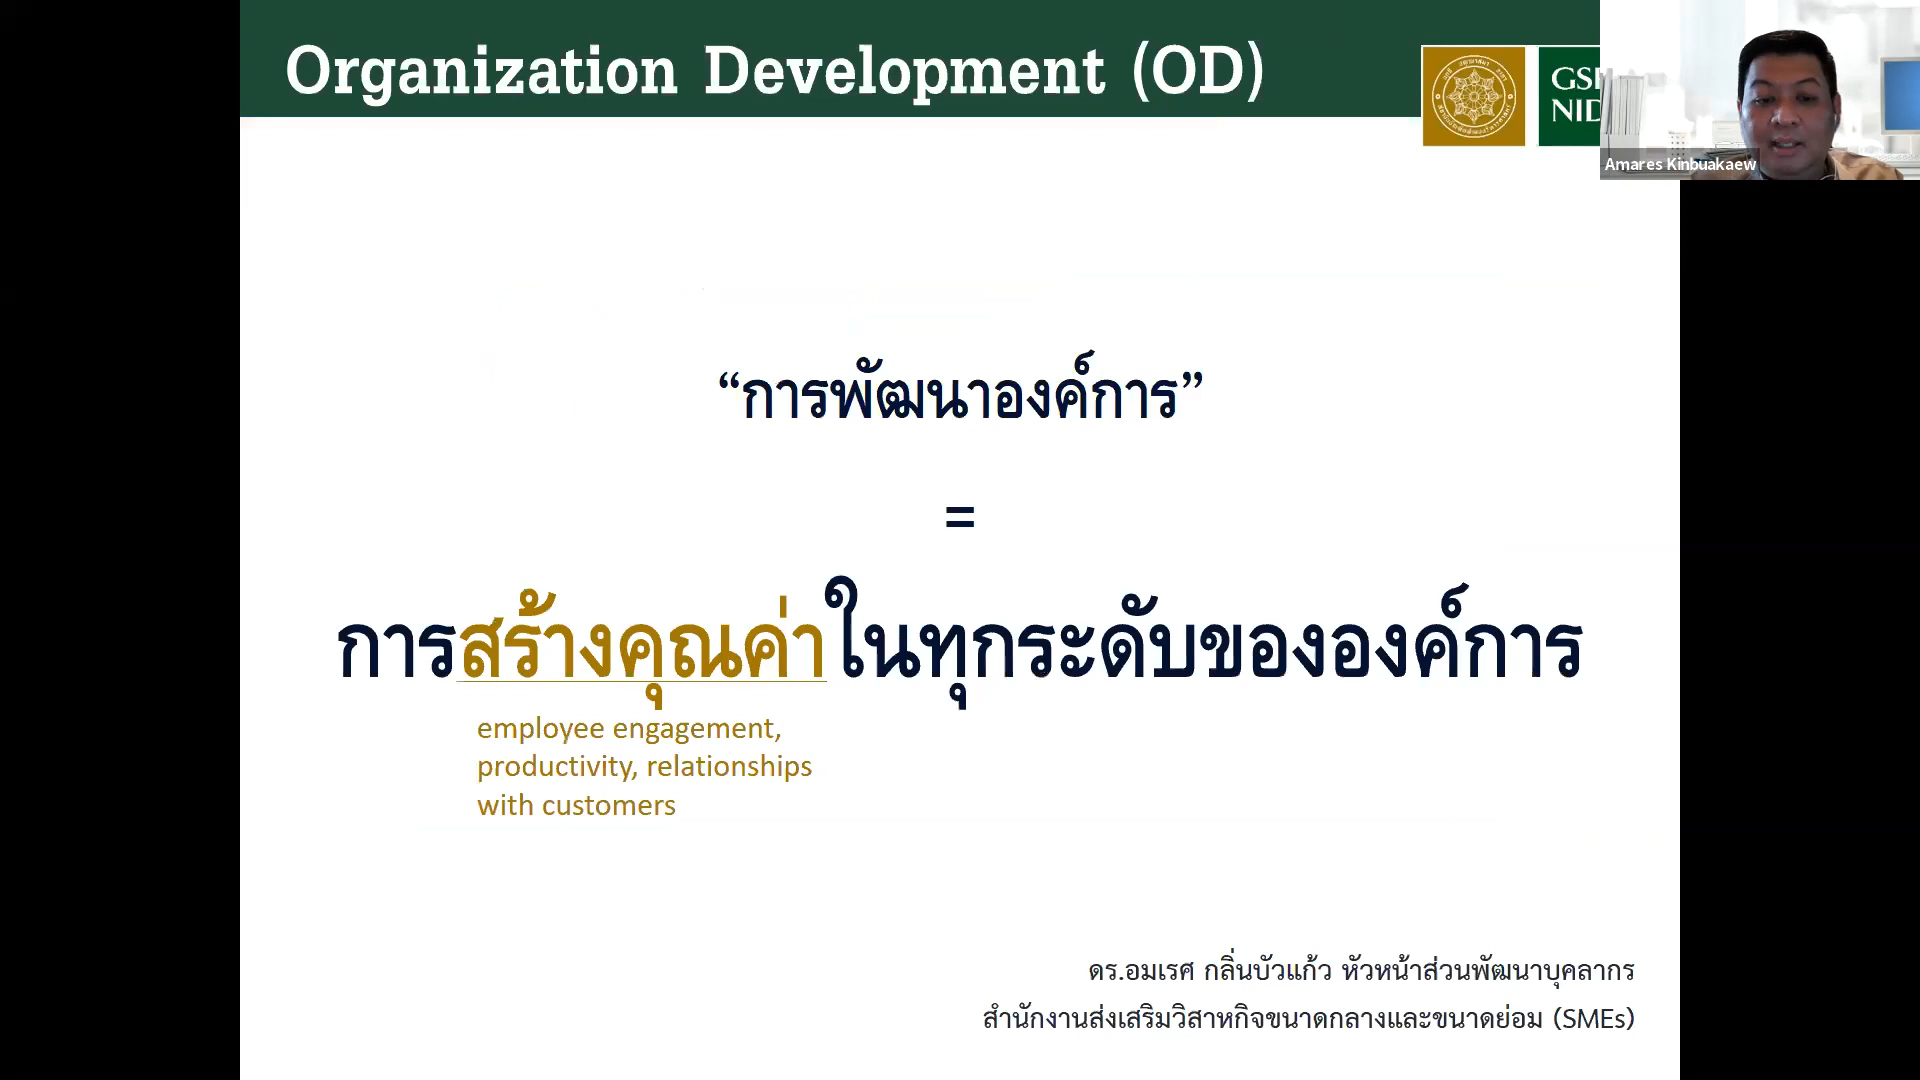 Organization Development (OD)
GS
NID
Amares Kinbuakaew
“การพัฒนาองค์การ”
=
การสร้างคุณค่าในทุกระดับขององค์การ
employee engagement,
productivity, relationships
with customers
ดร.อมเรศ กลิ่นบัวแก้ว หัวหน้าส่วนพัฒนาบุคลากร
สำนักงานส่งเสริมวิสาหกิจขนาดกลางและขนาดย่อม (SMEs)